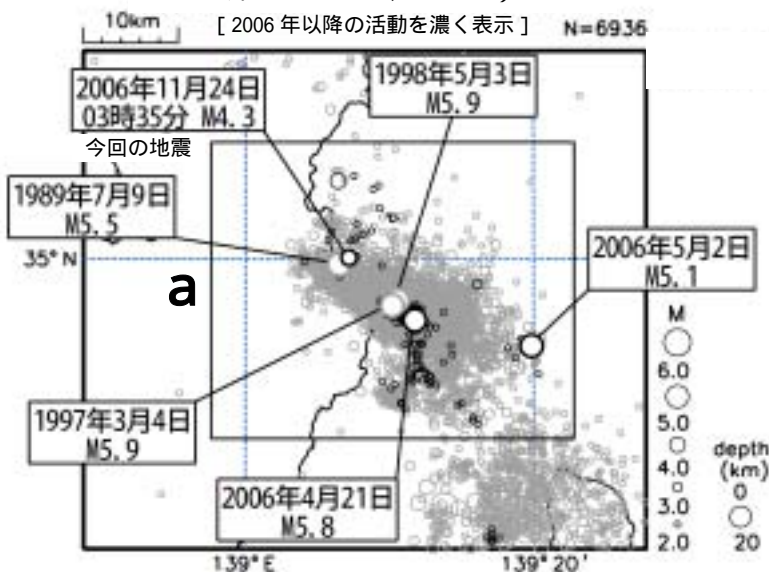 10km
[ 2006年以降の活動を濃く表示 ]
N=6936
2006年11月24日
03時35分 M4.3
今回の地震
1998年5月3日
M5.9
1989年7月9日
M5.5
35°N
a
2006年5月2日
M5.1
1997年3月4日
M5.9
2006年4月21日
M5.8
M
6.0
5.0
4.0
3.0
2.0
depth
(km)
0
20
139°E
139°20'